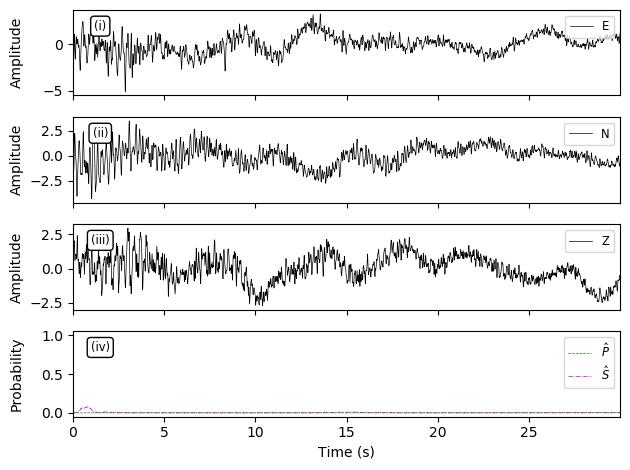 Amplitude
0
−5
(i)
E
Amplitude
2.5
0.0
−2.5
(ii)
N
Amplitude
2.5
0.0
−2.5
(iii)
Z
Probability
1.0
0.5
0.0
(iv)
P̂
Ŝ
0 5 10 15 20 25
Time (s)